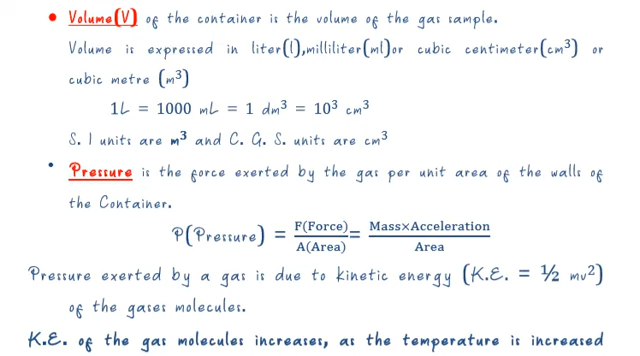 • Volume(V) of the container is the volume of the gas sample.
Volume is expressed in liter(l),milliliter(ml)or cubic centimeter(cm³) or
cubic metre (m³)
1L = 1000 mL = 1 dm³ = 10³ cm³
S. I units are m³ and C. G. S. units are cm³
• Pressure is the force exerted by the gas per unit area of the walls of
the Container.
P(Pressure) = F(Force)/A(Area) = Mass×Acceleration/Area
Pressure exerted by a gas is due to kinetic energy (K.E. = ½ mv²)
of the gases molecules.
K.E. of the gas molecules increases, as the temperature is increased